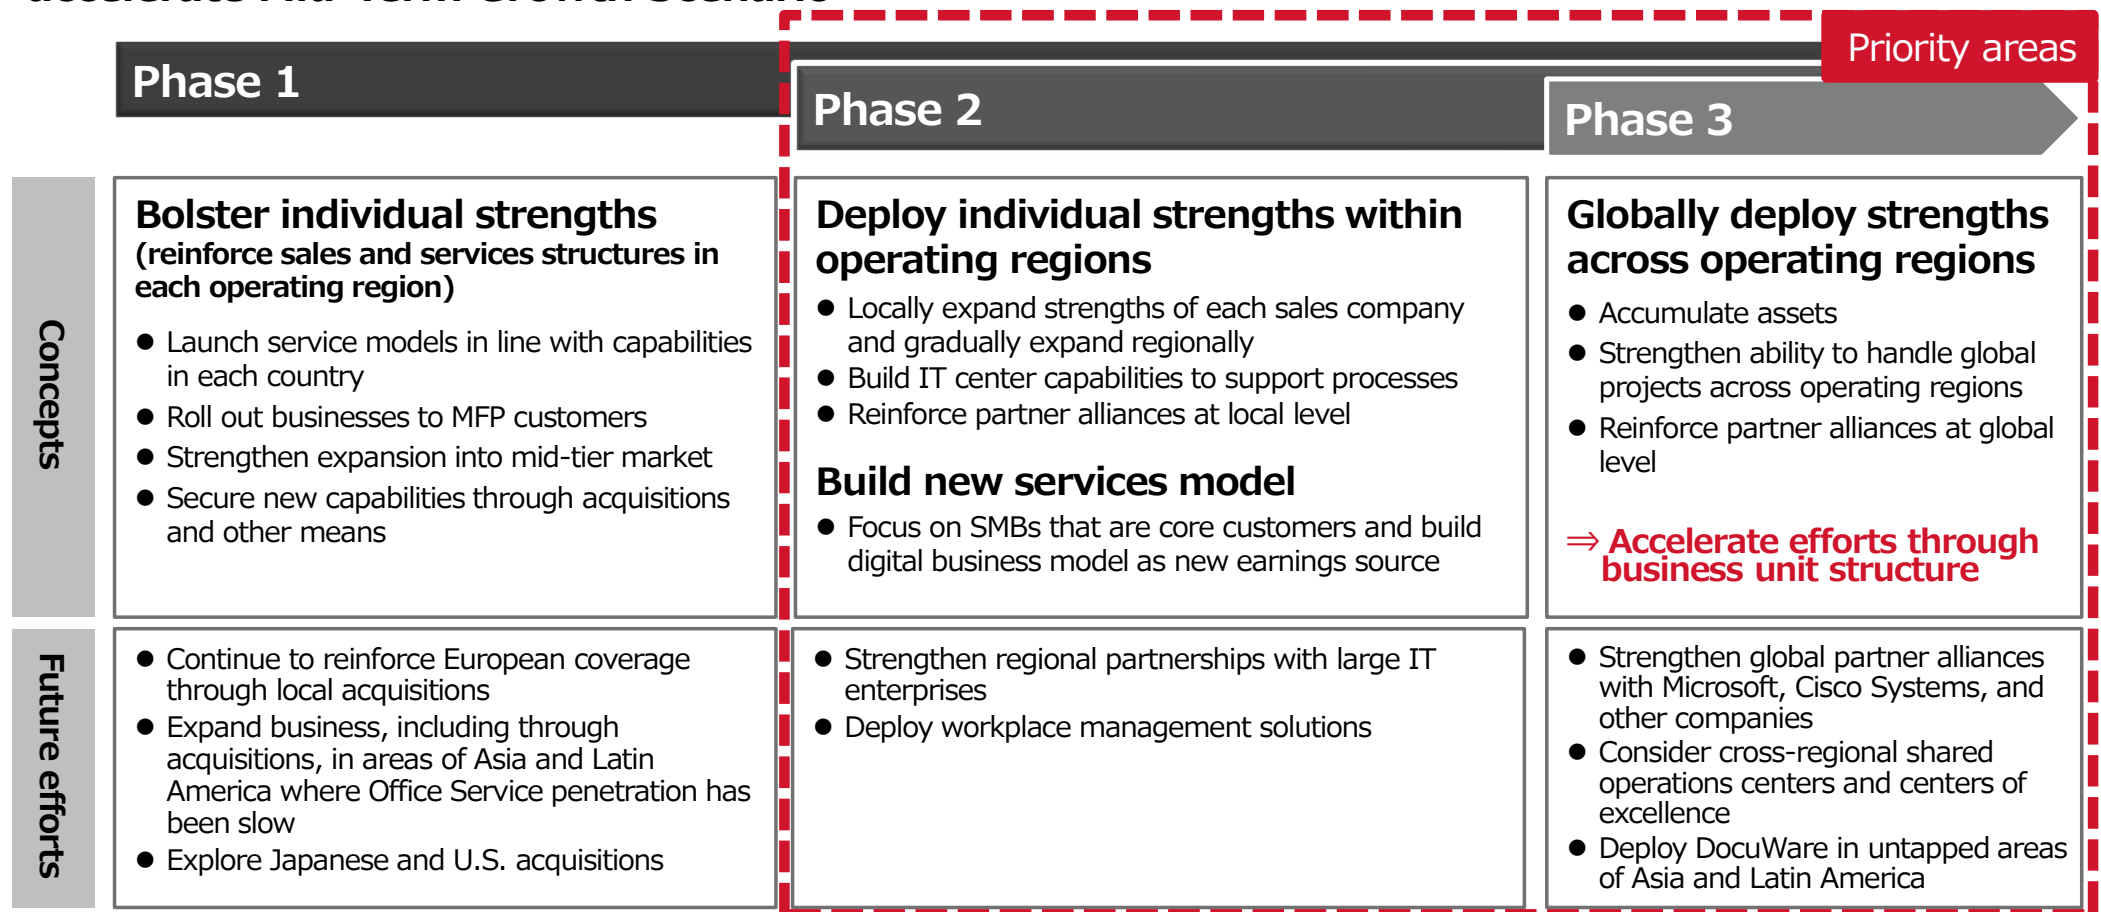 accelerate Mid-Term Growth Scenario
Priority areas
Phase 1
Phase 2
Phase 3
Concepts
Bolster individual strengths
(reinforce sales and services structures in
each operating region)
● Launch service models in line with capabilities
in each country
● Roll out businesses to MFP customers
● Strengthen expansion into mid-tier market
● Secure new capabilities through acquisitions
and other means
Deploy individual strengths within
operating regions
● Locally expand strengths of each sales company
and gradually expand regionally
● Build IT center capabilities to support processes
● Reinforce partner alliances at local level
Build new services model
● Focus on SMBs that are core customers and build
digital business model as new earnings source
Globally deploy strengths
across operating regions
● Accumulate assets
● Strengthen ability to handle global
projects across operating regions
● Reinforce partner alliances at global
level
⇒ Accelerate efforts through
business unit structure
Future efforts
● Continue to reinforce European coverage
through local acquisitions
● Expand business, including through
acquisitions, in areas of Asia and Latin
America where Office Service penetration has
been slow
● Explore Japanese and U.S. acquisitions
● Strengthen regional partnerships with large IT
enterprises
● Deploy workplace management solutions
● Strengthen global partner alliances
with Microsoft, Cisco Systems, and
other companies
● Consider cross-regional shared
operations centers and centers of
excellence
● Deploy DocuWare in untapped areas
of Asia and Latin America